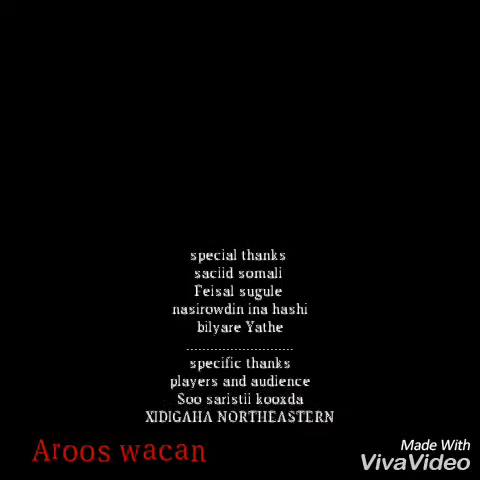 special thanks
saciid somali
Feisal sugule
nasirowdin ina hashi
bilyare Yathe
...........................
specific thanks
players and audience
Soo saristii kooxda
XIDIGAHA NORTHEASTERN
Aroos wacan
Made With
VivaVideo